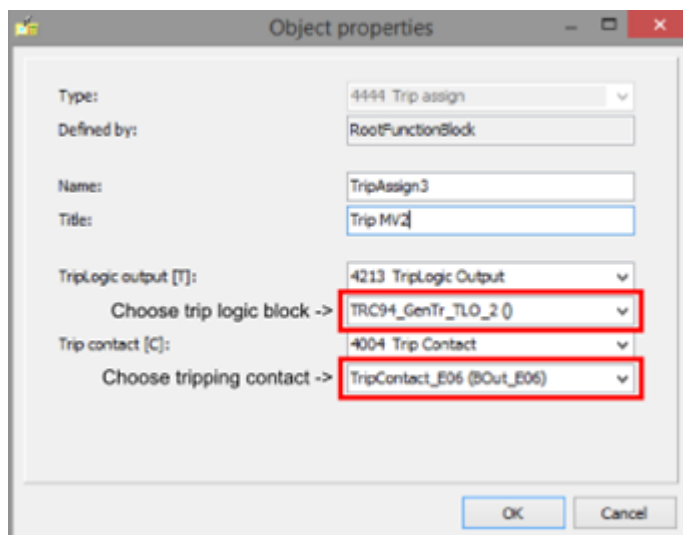 Object properties
Type: 4444 Trip assign
Defined by: RootFunctionBlock
Name: TripAssign3
Title: Trip MV2
TripLogic output [T]: 4213 TripLogic Output
Choose trip logic block -> TRC94_GenTr_TLO_2 ()
Trip contact [C]: 4004 Trip Contact
Choose tripping contact -> TripContact_E06 (BOut_E06)
OK Cancel